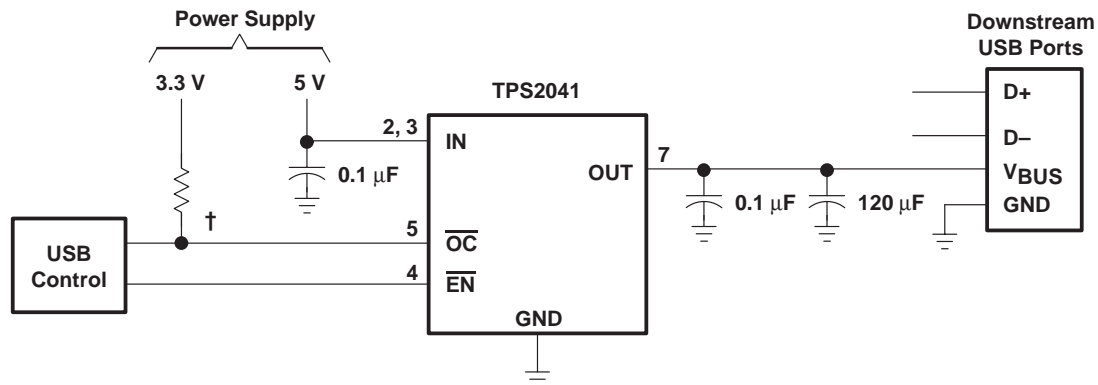 Power Supply
3.3 V
5 V
Downstream
USB Ports
TPS2041
2, 3
IN
0.1 μF
7
OUT
0.1 μF
120 μF
D+
D–
VBUS
GND
†
USB
Control
5
OC
4
EN
GND